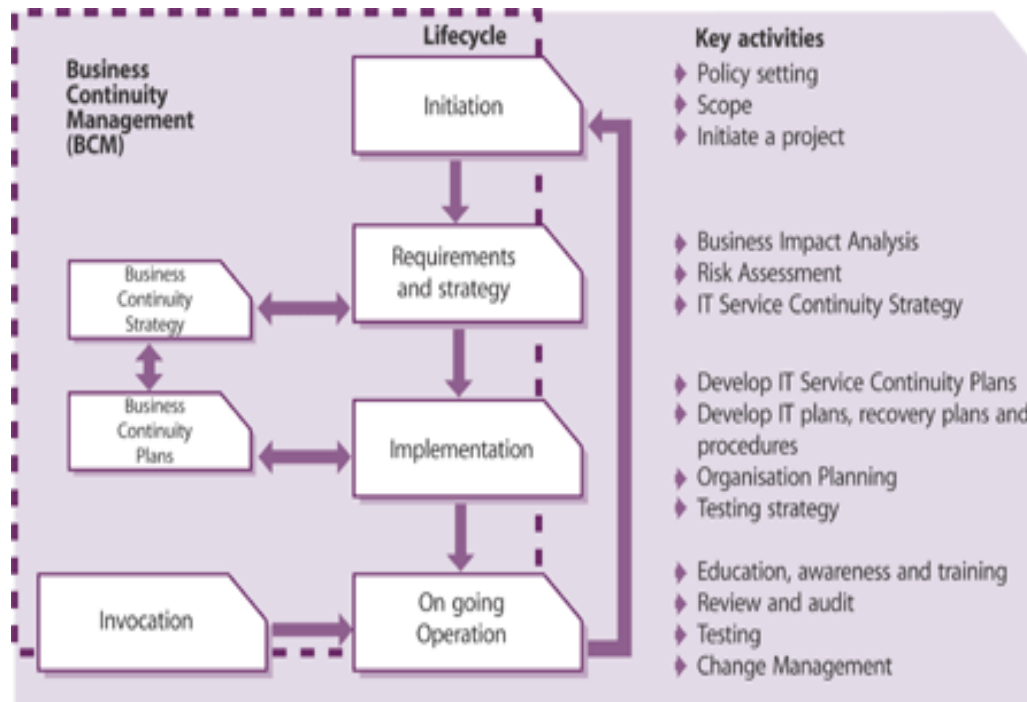 Lifecycle
Key activities
Business
Continuity
Management
(BCM)
Initiation
Policy setting
Scope
Initiate a project
Requirements
and strategy
Business Impact Analysis
Risk Assessment
IT Service Continuity Strategy
Business
Continuity
Strategy
Business
Continuity
Plans
Implementation
Develop IT Service Continuity Plans
Develop IT plans, recovery plans and
procedures
Organisation Planning
Testing strategy
Invocation
On going
Operation
Education, awareness and training
Review and audit
Testing
Change Management